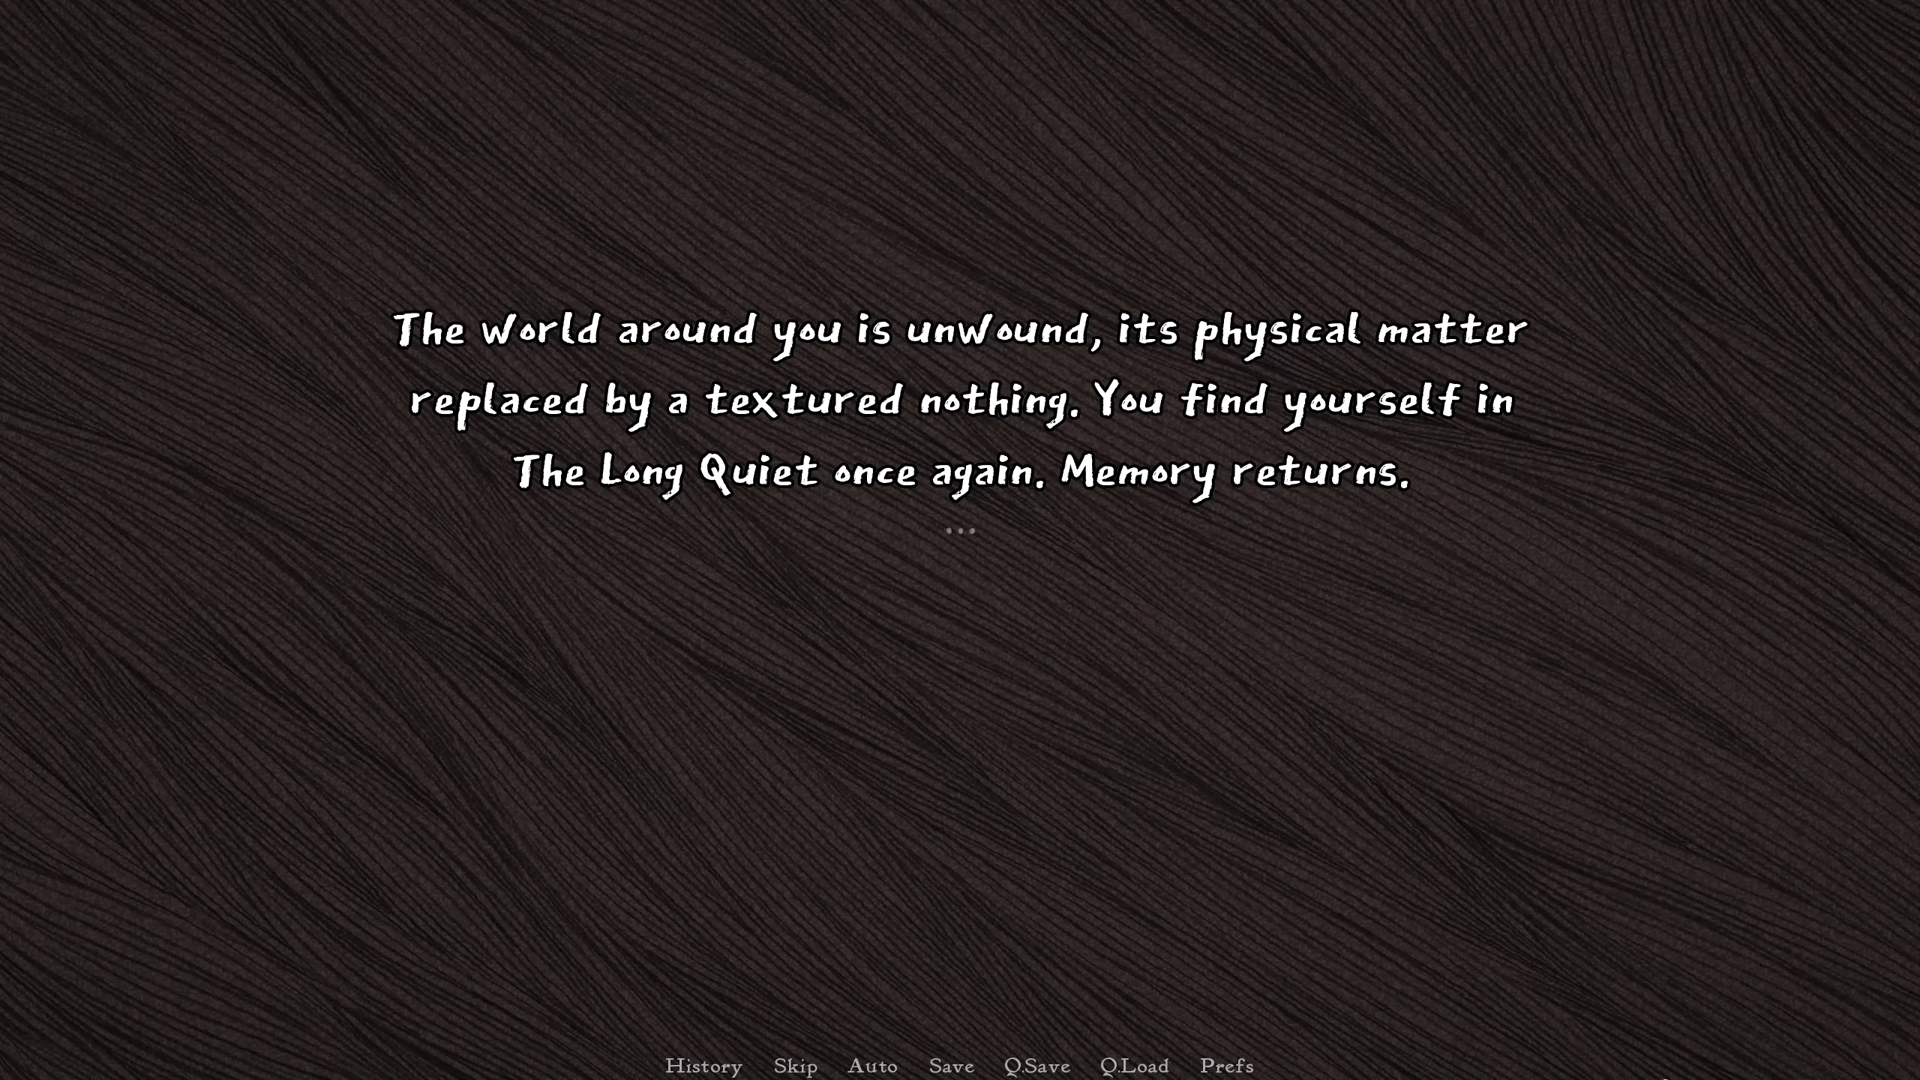 The world around you is unwound, its physical matter
replaced by a textured nothing. You find yourself in
The Long Quiet once again. Memory returns.
...
History Skip Auto Save Q.Save Q.Load Prefs